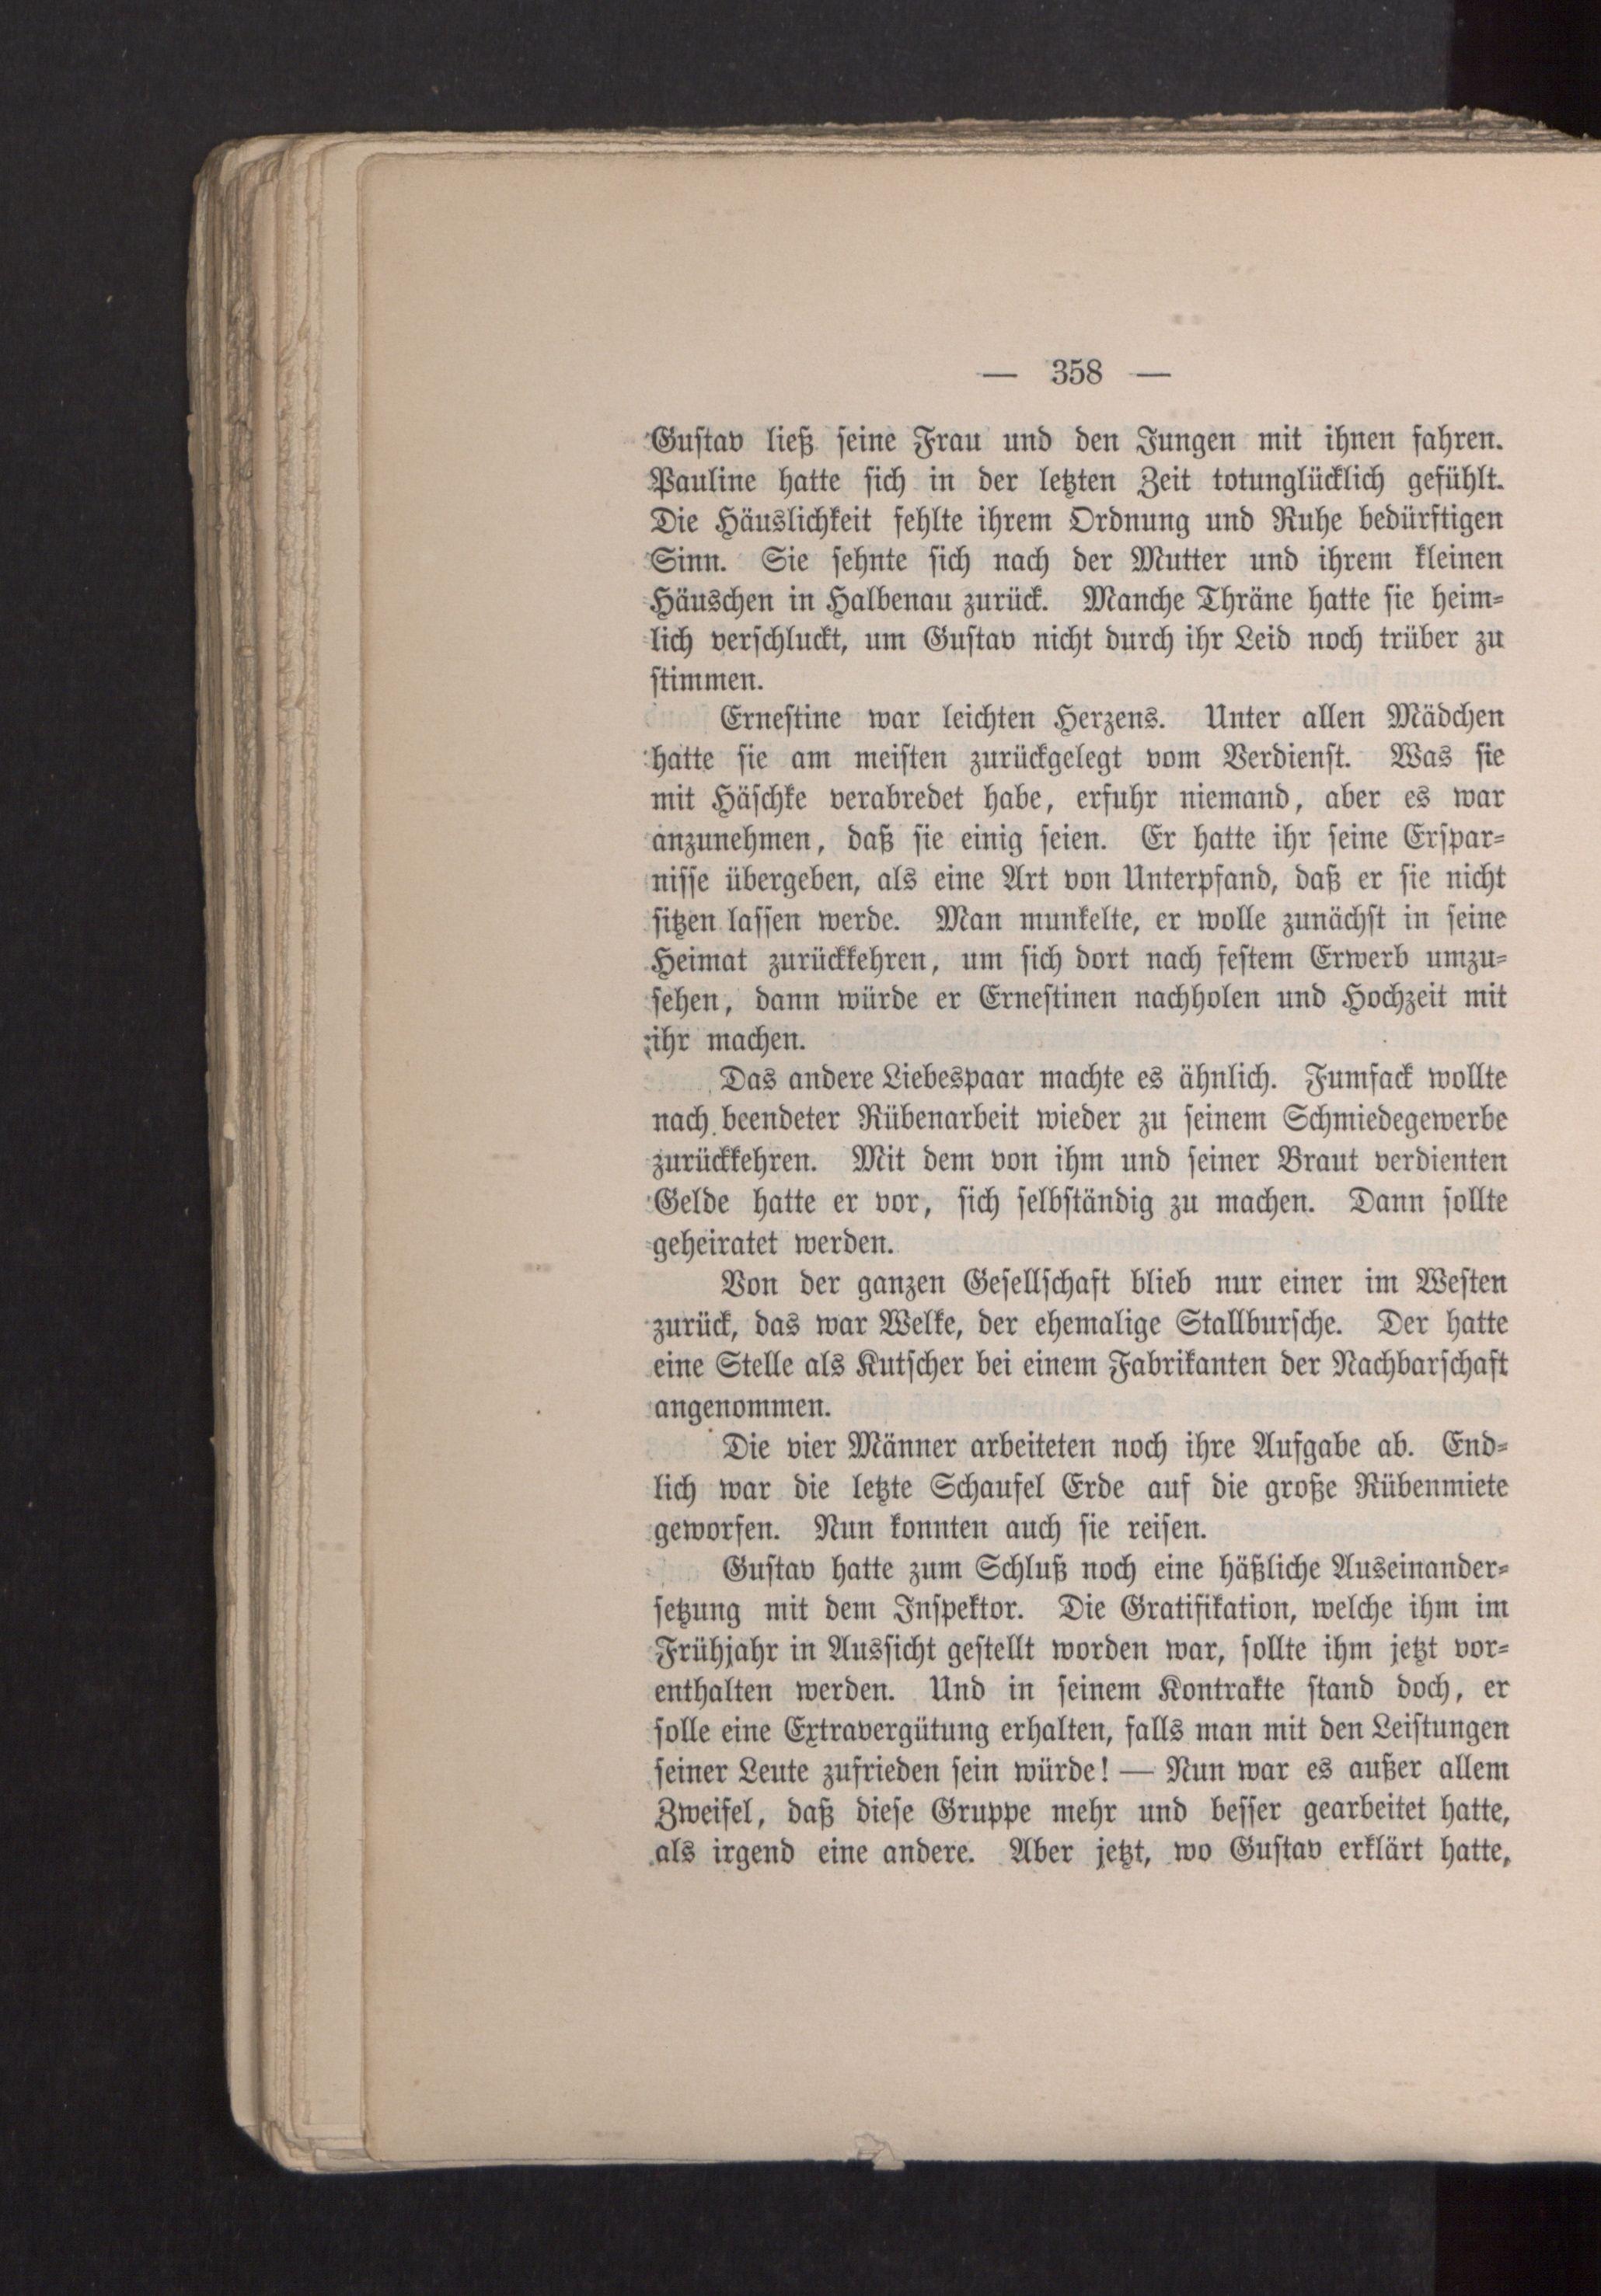 — 358 —
Gustav ließ seine Frau und den Jungen mit ihnen fahren.
Pauline hatte sich in der letzten Zeit totunglücklich gefühlt.
Die Häuslichkeit fehlte ihrem Ordnung und Ruhe bedürftigen
Sinn. Sie sehnte sich nach der Mutter und ihrem kleinen
Häuschen in Halbenau zurück. Manche Thräne hatte sie heim-
lich verschluckt, um Gustav nicht durch ihr Leid noch trüber zu
stimmen.
Ernestine war leichten Herzens. Unter allen Mädchen
hatte sie am meisten zurückgelegt vom Verdienst. Was sie
mit Häschke verabredet habe, erfuhr niemand, aber es war
anzunehmen, daß sie einig seien. Er hatte ihr seine Erspar-
nisse übergeben, als eine Art von Unterpfand, daß er sie nicht
sitzen lassen werde. Man munkelte, er wolle zunächst in seine
Heimat zurückkehren, um sich dort nach festem Erwerb umzu-
sehen, dann würde er Ernestinen nachholen und Hochzeit mit
ihr machen.
Das andere Liebespaar machte es ähnlich. Fumfack wollte
nach beendeter Rübenarbeit wieder zu seinem Schmiedegewerbe
zurückkehren. Mit dem von ihm und seiner Braut verdienten
Gelde hatte er vor, sich selbständig zu machen. Dann sollte
geheiratet werden.
Von der ganzen Gesellschaft blieb nur einer im Westen
zurück, das war Welke, der ehemalige Stallbursche. Der hatte
eine Stelle als Kutscher bei einem Fabrikanten der Nachbarschaft
angenommen.
Die vier Männer arbeiteten noch ihre Aufgabe ab. End-
lich war die letzte Schaufel Erde auf die große Rübenmiete
geworfen. Nun konnten auch sie reisen.
Gustav hatte zum Schluß noch eine häßliche Auseinander-
setzung mit dem Inspektor. Die Gratifikation, welche ihm im
Frühjahr in Aussicht gestellt worden war, sollte ihm jetzt vor-
enthalten werden. Und in seinem Kontrakte stand doch, er
solle eine Extravergütung erhalten, falls man mit den Leistungen
seiner Leute zufrieden sein würde! — Nun war es außer allem
Zweifel, daß diese Gruppe mehr und besser gearbeitet hatte,
als irgend eine andere. Aber jetzt, wo Gustav erklärt hatte,